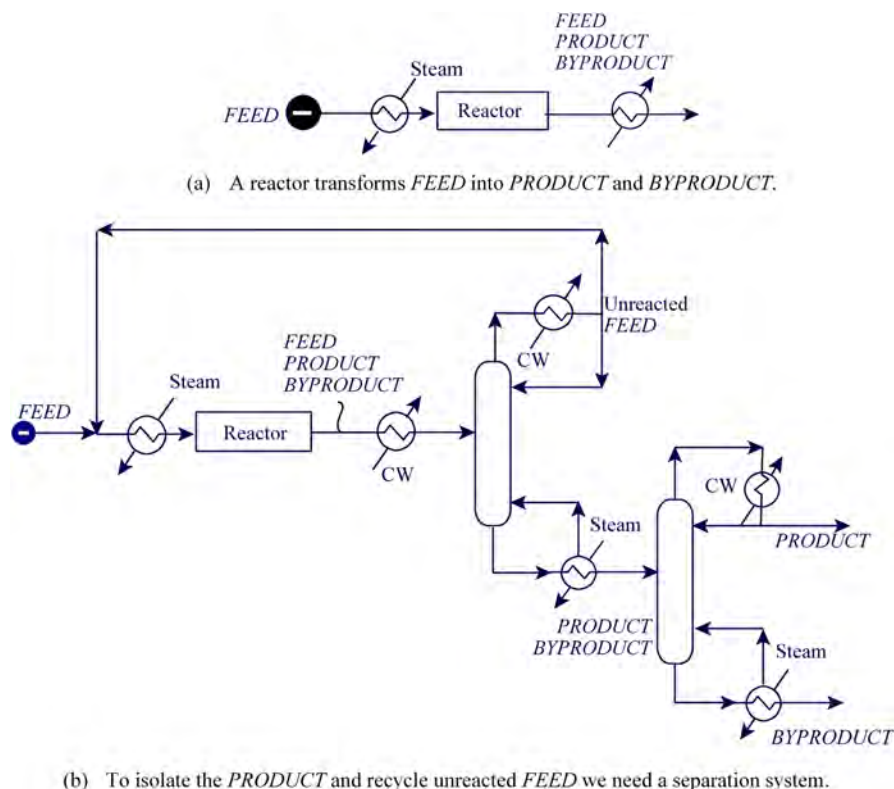 FEED
PRODUCT
BYPRODUCT
Steam
FEED
Reactor
(a) A reactor transforms FEED into PRODUCT and BYPRODUCT.
Unreacted
FEED
CW
FEED
PRODUCT
BYPRODUCT
Steam
FEED
Reactor
CW
CW
Steam
PRODUCT
PRODUCT
BYPRODUCT
Steam
BYPRODUCT
(b) To isolate the PRODUCT and recycle unreacted FEED we need a separation system.